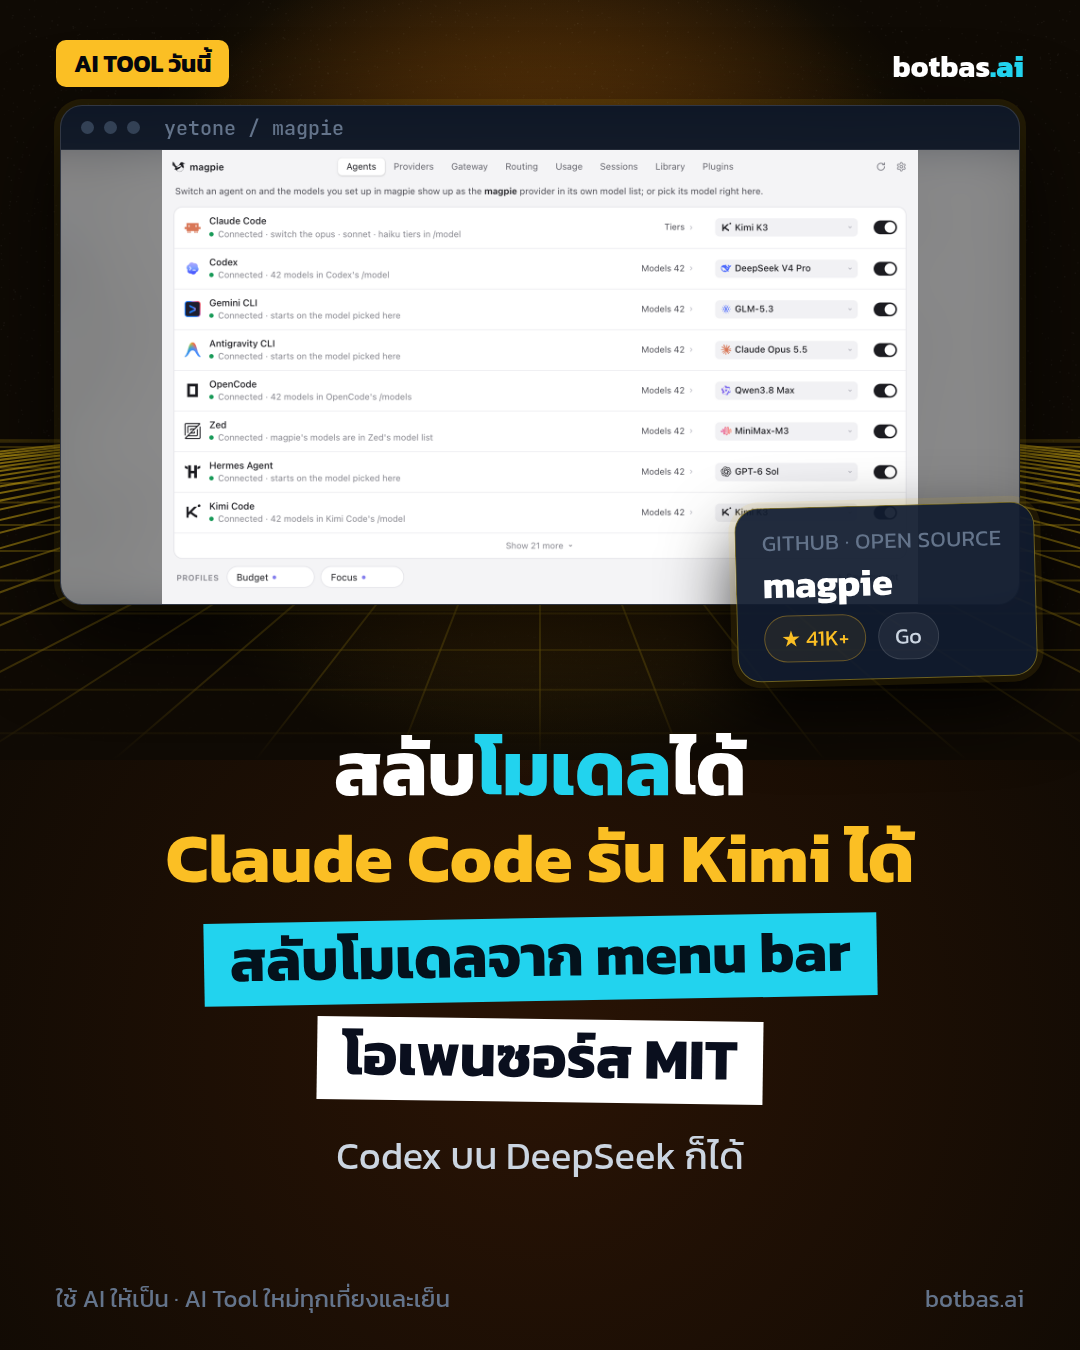 AI TOOL วันนี้
botbas.ai
yetone / magpie
magpie
Agents Providers Gateway Routing Usage Sessions Library Plugins
Switch an agent on and the models you set up in magpie show up as the magpie provider in its own model list; or pick its model right here.
Claude Code
Connected · switch the opus · sonnet · haiku tiers in /model
Tiers ›
Kimi K3
Codex
Connected · 42 models in Codex's /model
Models 42 ›
DeepSeek V4 Pro
Gemini CLI
Connected · starts on the model picked here
Models 42 ›
GLM-5.3
Antigravity CLI
Connected · starts on the model picked here
Models 42 ›
Claude Opus 5.5
OpenCode
Connected · 42 models in OpenCode's /models
Models 42 ›
Qwen3.8 Max
Zed
Connected · magpie's models are in Zed's model list
Models 42 ›
MiniMax-M3
Hermes Agent
Connected · starts on the model picked here
Models 42 ›
GPT-6 Sol
Kimi Code
Connected · 42 models in Kimi Code's /model
Models 42 ›
Show 21 more
PROFILES Budget Focus
GITHUB · OPEN SOURCE
magpie
★ 41K+ Go
สลับโมเดลได้
Claude Code รัน Kimi ได้
สลับโมเดลจาก menu bar
โอเพนซอร์ส MIT
Codex บน DeepSeek ก็ได้
ใช้ AI ให้เป็น · AI Tool ใหม่ทุกเที่ยงและเย็น
botbas.ai